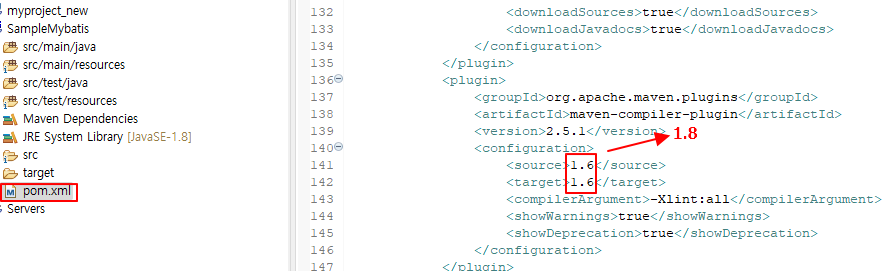 myproject_new
SampleMybatis
src/main/java
src/main/resources
src/test/java
src/test/resources
Maven Dependencies
JRE System Library [JavaSE-1.8]
src
target
pom.xml
Servers
132 <downloadSources>true</downloadSources>
133 <downloadJavadocs>true</downloadJavadocs>
134 </configuration>
135 </plugin>
136 <plugin>
137 <groupId>org.apache.maven.plugins</groupId>
138 <artifactId>maven-compiler-plugin</artifactId>
139 <version>2.5.1</version>
1.8
140 <configuration>
141 <source>1.6</source>
142 <target>1.6</target>
143 <compilerArgument>-Xlint:all</compilerArgument>
144 <showWarnings>true</showWarnings>
145 <showDeprecation>true</showDeprecation>
146 </configuration>
147 </plugin>